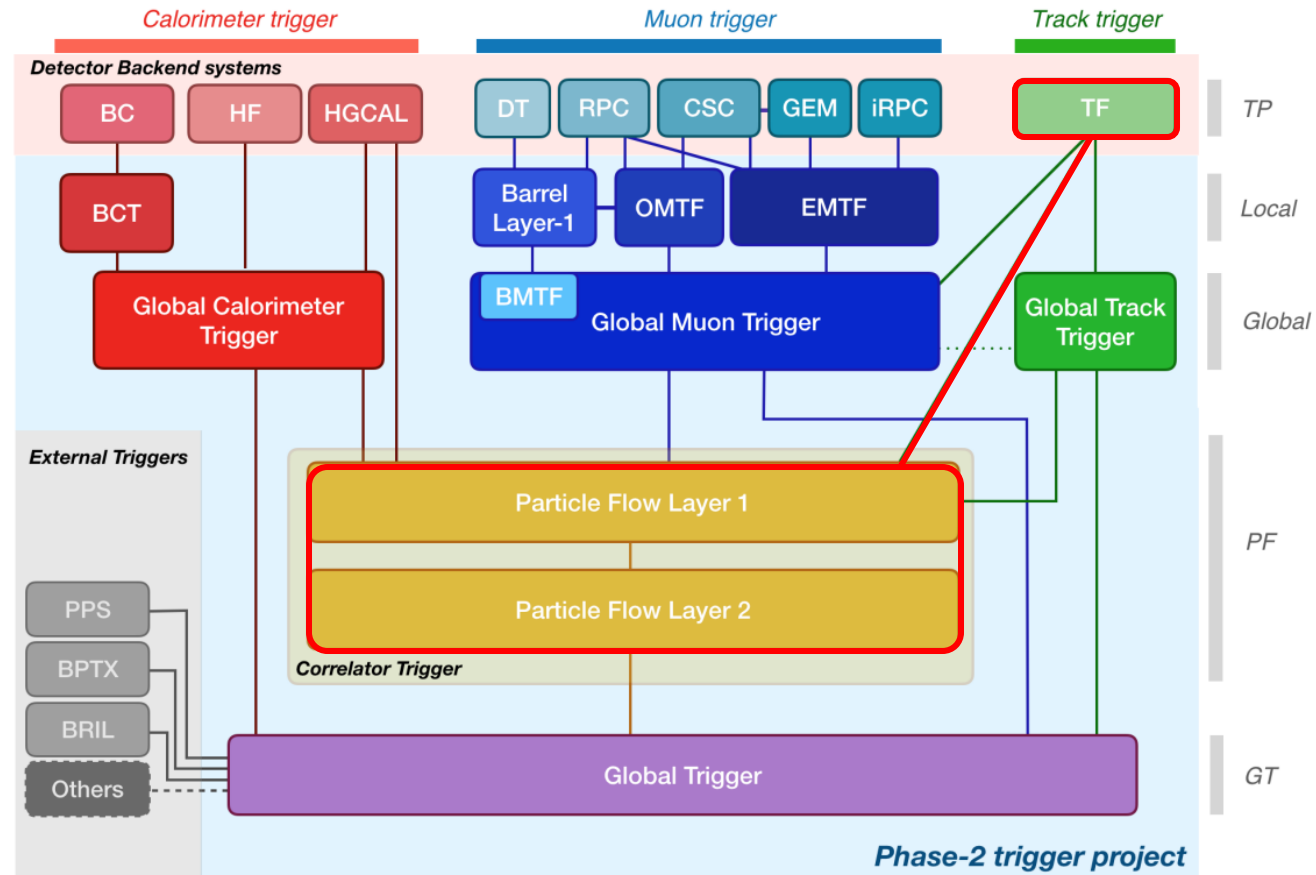 Calorimeter trigger
Muon trigger
Track trigger
Detector Backend systems
BC
HF
HGCAL
DT
RPC
CSC
GEM
iRPC
TF
TP
BCT
Barrel
Layer-1
OMTF
EMTF
Local
Global Calorimeter
Trigger
BMTF
Global Muon Trigger
Global Track
Trigger
Global
External Triggers
Particle Flow Layer 1
PF
Particle Flow Layer 2
Correlator Trigger
PPS
BPTX
BRIL
Others
Global Trigger
GT
Phase-2 trigger project